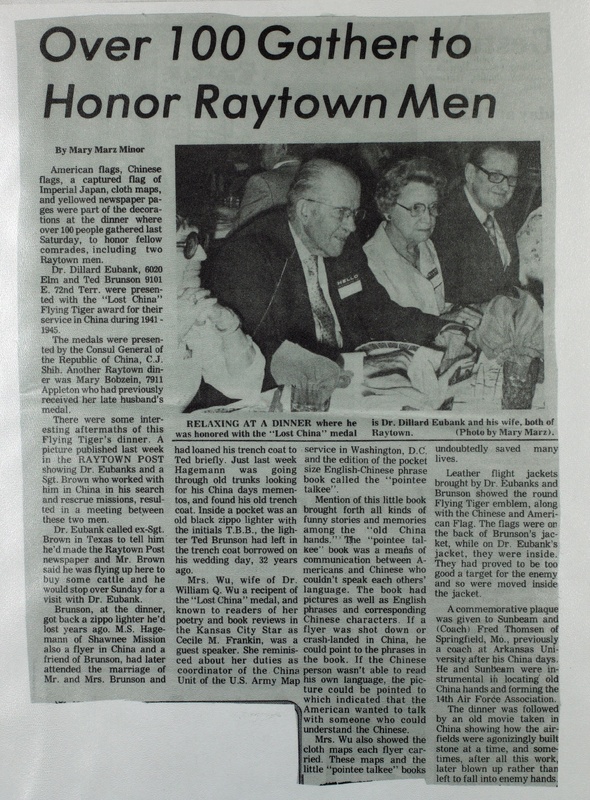 Over 100 Gather to
Honor Raytown Men
By Mary Marz Minor
American flags, Chinese
flags, a captured flag of
Imperial Japan, cloth maps,
and yellowed newspaper pa-
ges were part of the decora-
tions at the dinner where
over 100 people gathered last
Saturday, to honor fellow
comrades, including two
Raytown men.
Dr. Dillard Eubank, 6020
Elm and Ted Brunson 9101
E. 72nd Terr. were presen-
ted with the "Lost China"
Flying Tiger award for their
service in China during 1941 -
1945.
The medals were presen-
ted by the Consul General of
the Republic of China, C.J.
Shih. Another Raytown din-
er was Mary Bobzein, 7911
Appleton who had previously
received her late husband's
medal.
There were some inter-
esting aftermaths of this
Flying Tiger's dinner. A
picture published last week
in the RAYTOWN POST
showing Dr. Eubanks and a
Sgt. Brown who worked with
him in China in his search
and rescue missions, resul-
ted in a meeting between
these two men.
Dr. Eubank called ex-Sgt.
Brown in Texas to tell him
he'd made the Raytown Post
newspaper and Mr. Brown
said he was flying up here to
buy some cattle and he
would stop over Sunday for a
visit with Dr. Eubank.
Brunson, at the dinner,
got back a zippo lighter he'd
lost years ago. M.S. Hage-
mann of Shawnee Mission
also a flyer in China and a
friend of Brunson, had later
attended the marriage of
Mr. and Mrs. Brunson and
HELLO
RELAXING AT A DINNER where he
was honored with the "Lost China" medal
is Dr. Dillard Eubank and his wife, both of
Raytown. (Photo by Mary Marz).
had loaned his trench coat to
Ted briefly. Just last week
Hagemann was going
through old trunks looking
for his China days memen-
tos, and found his old trench
coat. Inside a pocket was an
old black zippo lighter with
the initials T.B.B., the ligh-
ter Ted Brunson had left in
the trench coat borrowed on
his wedding day, 32 years
ago.
Mrs. Wu, wife of Dr.
William Q. Wu a recipent of
the "Lost China" medal, and
known to readers of her
poetry and book reviews in
the Kansas City Star as
Cecile M. Frankin, was a
guest speaker. She reminis-
ced about her duties as
coordinator of the China
Unit of the U.S. Army Map
service in Washington, D.C.
and the edition of the pocket
size English-Chinese phrase
book called the "pointee
talkee".
Mention of this little book
brought forth all kinds of
funny stories and memories
among the "old China
hands." The "pointee tal-
kee" book was a means of
communication between A-
mericans and Chinese who
couldn't speak each others'
language. The book had
pictures as well as English
phrases and corresponding
Chinese characters. If a
flyer was shot down or
crash-landed in China, he
could point to the phrases in
the book. If the Chinese
person wasn't able to read
his own language, the pic-
ture could be pointed to
which indicated that the
American wanted to talk
with someone who could
understand the Chinese.
Mrs. Wu also showed the
cloth maps each flyer car-
ried. These maps and the
little "pointee talkee" books
undoubtedly saved many
lives.
Leather flight jackets
brought by Dr. Eubanks and
Brunson showed the round
Flying Tiger emblem, along
with the Chinese and Ameri-
can Flag. The flags were on
the back of Brunson's jac-
ket, while on Dr. Eubank's
jacket, they were inside.
They had proved to be too
good a target for the enemy
and so were moved inside
the jacket.
A commemorative plaque
was given to Sunbeam and
(Coach) Fred Thomsen of
Springfield, Mo., previously
a coach at Arkansas Uni-
versity after his China days.
He and Sunbeam were in-
strumental in locating old
China hands and forming the
14th Air Force Association.
The dinner was followed
by an old movie taken in
China showing how the air-
fields were agonizingly built
stone at a time, and some-
times, after all this work,
later blown up rather than
left to fall into enemy hands.